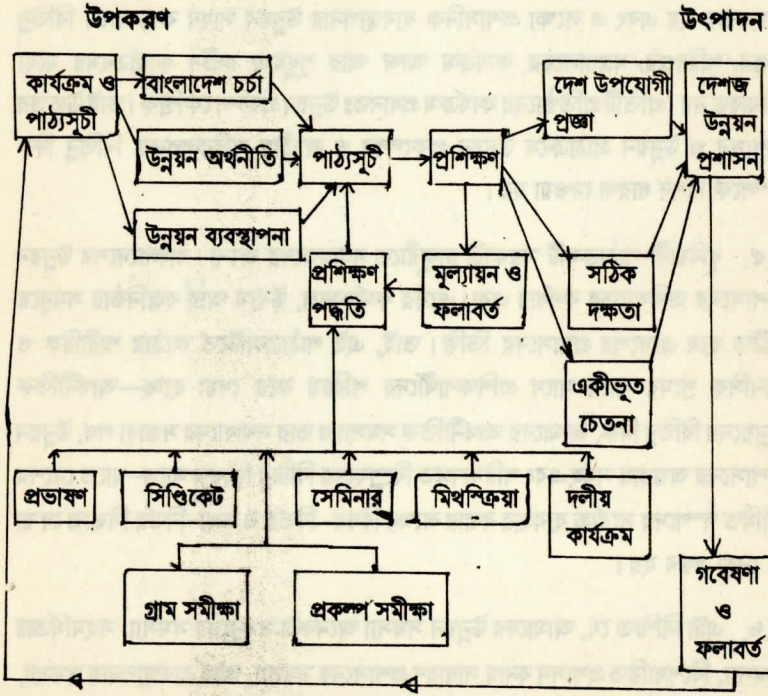 উপকরণ
উৎপাদন
কার্যক্রম ও
পাঠ্যসূচী
বাংলাদেশ চর্চা
দেশ উপযোগী
প্রজ্ঞা
দেশজ
উন্নয়ন
প্রশাসন
উন্নয়ন অর্থনীতি
পাঠ্যসূচী
প্রশিক্ষণ
উন্নয়ন ব্যবস্থাপনা
প্রশিক্ষণ
পদ্ধতি
মূল্যায়ন ও
ফলাবর্ত
সঠিক
দক্ষতা
একীভূত
চেতনা
প্রভাষণ
সিণ্ডিকেট
সেমিনার
মিথস্ক্রিয়া
দলীয়
কার্যক্রম
গ্রাম সমীক্ষা
প্রকল্প সমীক্ষা
গবেষণা
ও
ফলাবর্ত